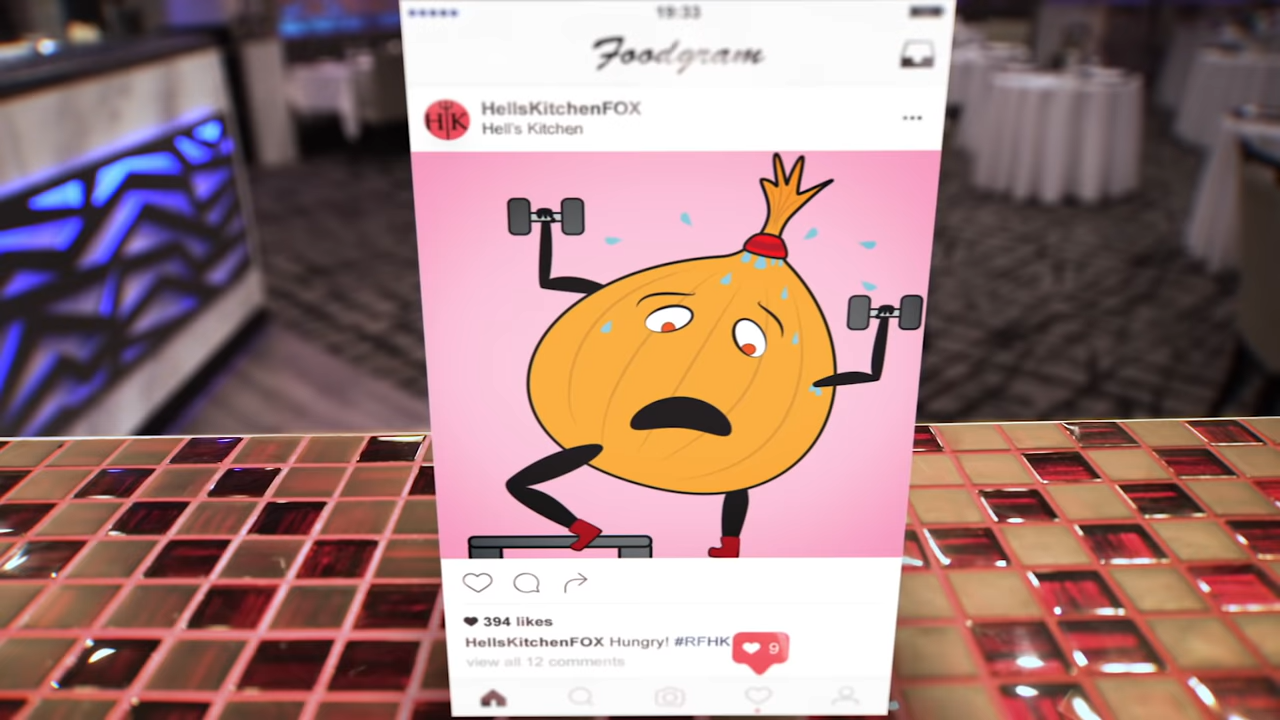 19:33
Foodgram
HK
HellsKitchenFOX
Hell's Kitchen
394 likes
HellsKitchenFOX Hungry! #RFHK
9
view all 12 comments